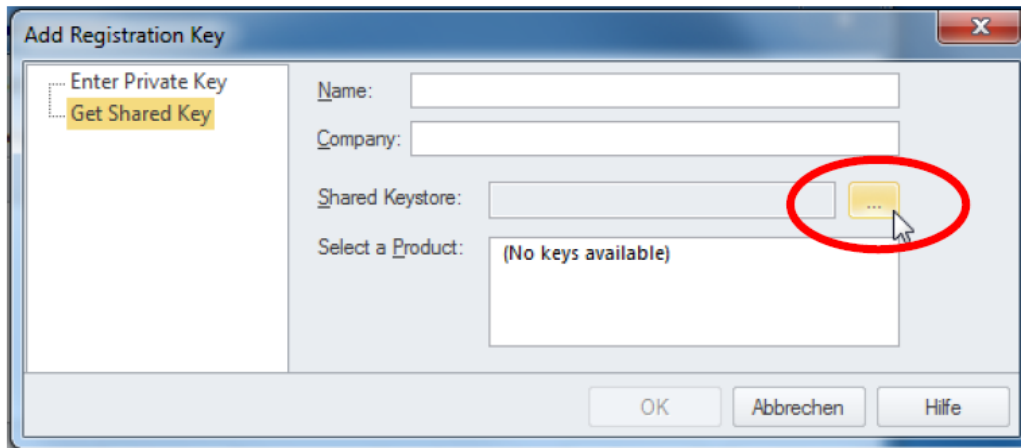 Add Registration Key
Enter Private Key
Get Shared Key
Name:
Company:
Shared Keystore:
...
Select a Product:
(No keys available)
OK
Abbrechen
Hilfe